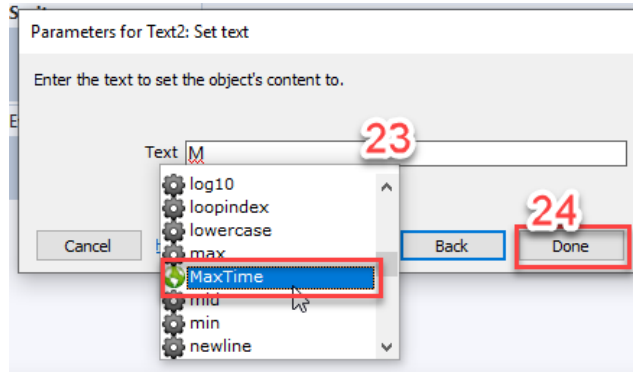 Parameters for Text2: Set text
Enter the text to set the object's content to.
23
Text M
log10
loopindex
lowercase
max
MaxTime
mid
min
newline
24
Cancel
Back
Done